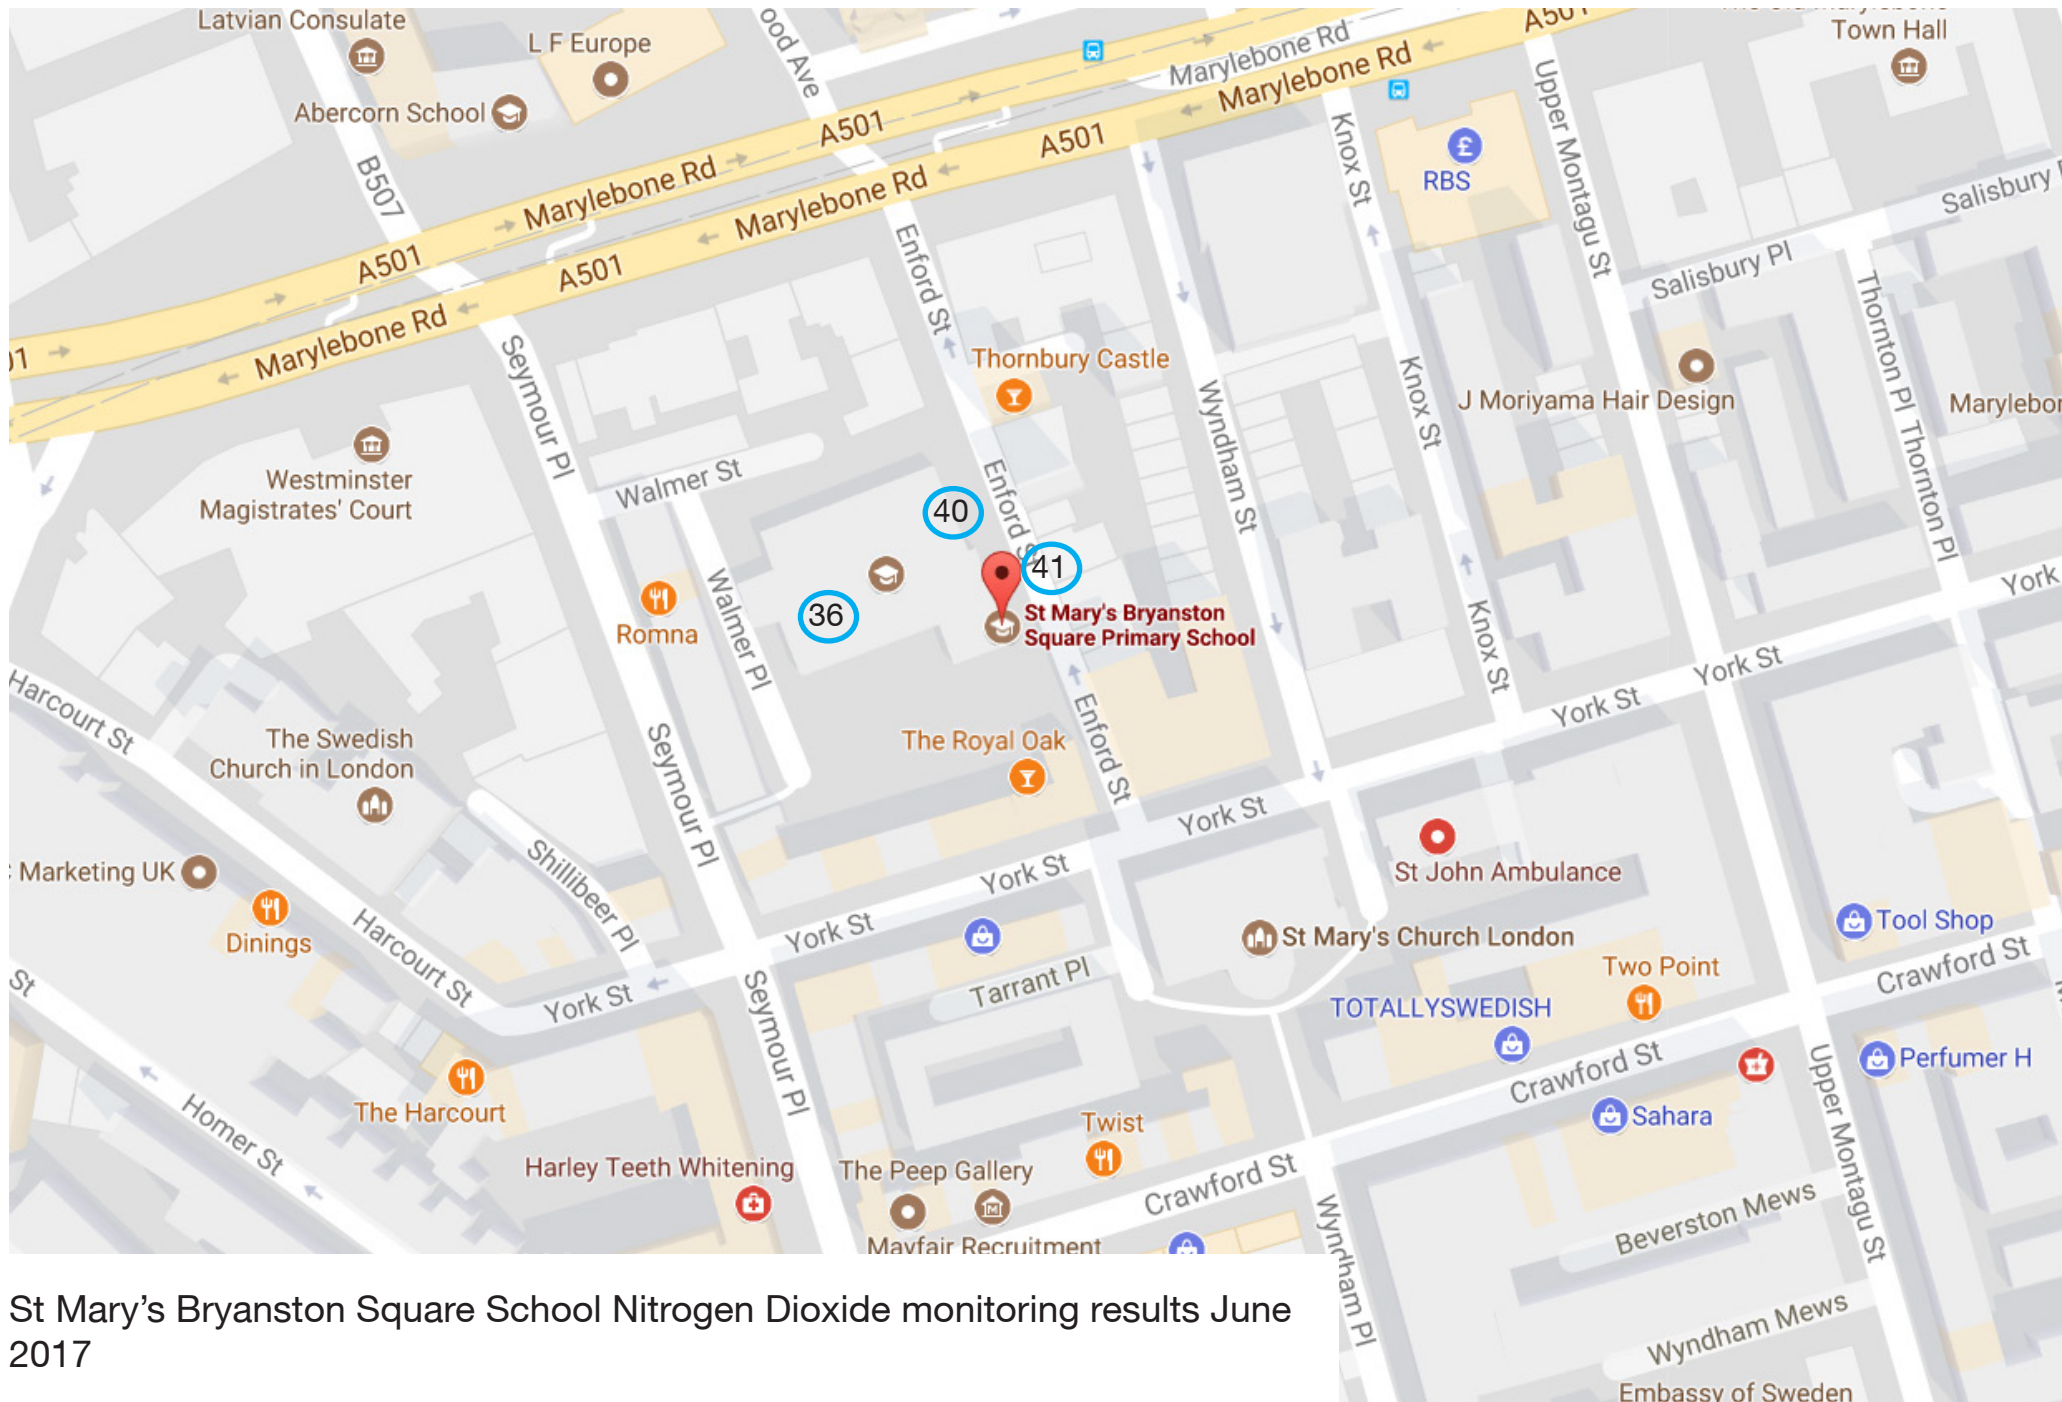 Latvian Consulate
L F Europe
Abercorn School
ood Ave
Marylebone Rd
A501
Town Hall
Marylebone Rd
A501
A501
B507
Marylebone Rd
Marylebone Rd
A501
A501
Marylebone Rd
01
Knox St
Upper Montagu St
RBS
Salisbury
Salisbury Pl
Enford St
Seymour Pl
Thornbury Castle
Wyndham St
Knox St
J Moriyama Hair Design
Thornton Pl
Thornton Pl
Westminster
Magistrates' Court
Walmer St
40
Enford St
41
36
St Mary's Bryanston
Square Primary School
Romna
Walmer Pl
Knox St
York
York St
York St
Harcourt St
The Swedish
Church in London
Seymour Pl
The Royal Oak
Enford St
York St
St John Ambulance
Marketing UK
Dinings
Shillibeer Pl
Harcourt St
York St
York St
St Mary's Church London
Tool Shop
Crawford St
Two Point
St
York St
Seymour Pl
Tarrant Pl
TOTALLYSWEDISH
Crawford St
Upper Montagu St
Perfumer H
Homer St
The Harcourt
Twist
Sahara
Harley Teeth Whitening
The Peep Gallery
Crawford St
Mayfair Recruitment
Wyndham Pl
Beverston Mews
Wyndham Mews
Embassy of Sweden
St Mary’s Bryanston Square School Nitrogen Dioxide monitoring results June
2017